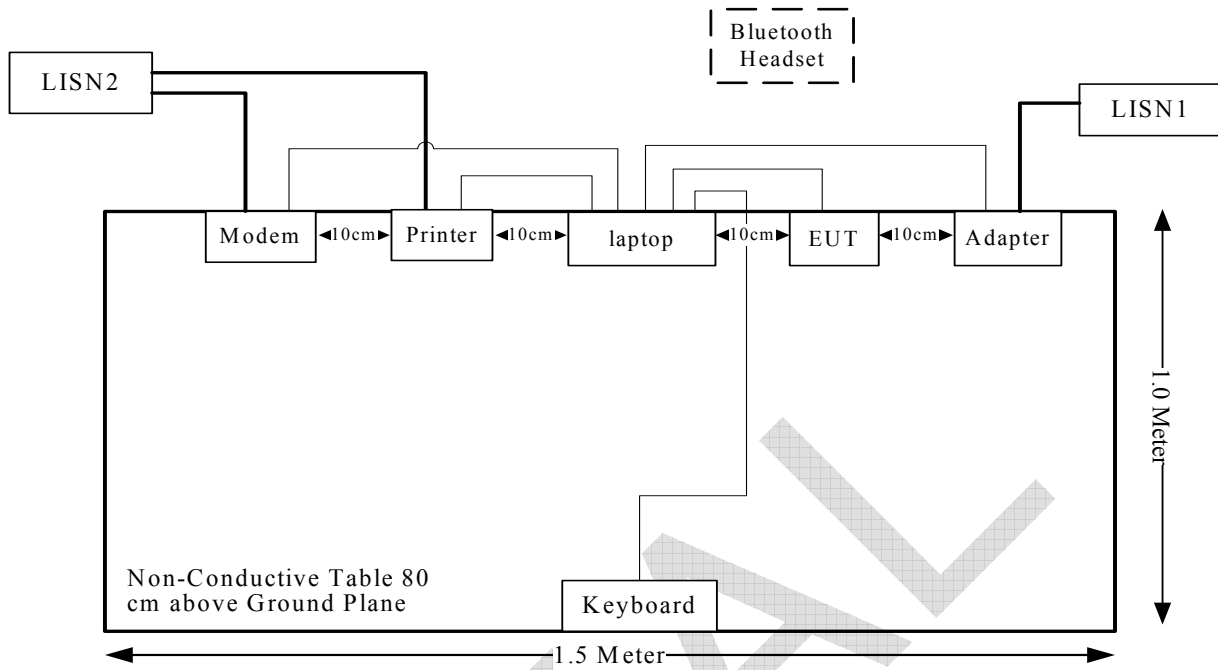 Bluetooth
Headset
LISN2
LISN1
Modem
10cm
Printer
10cm
laptop
10cm
EUT
10cm
Adapter
1.0 Meter
Non-Conductive Table 80
cm above Ground Plane
Keyboard
1.5 Meter